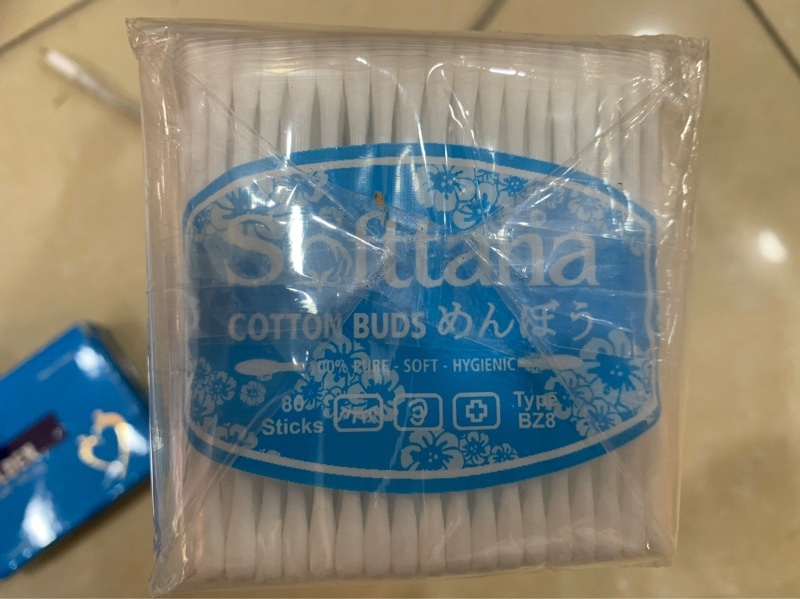 Softtana
COTTON BUDS めんぼう
100% PURE - SOFT - HYGIENIC
80 Sticks
Type BZ8